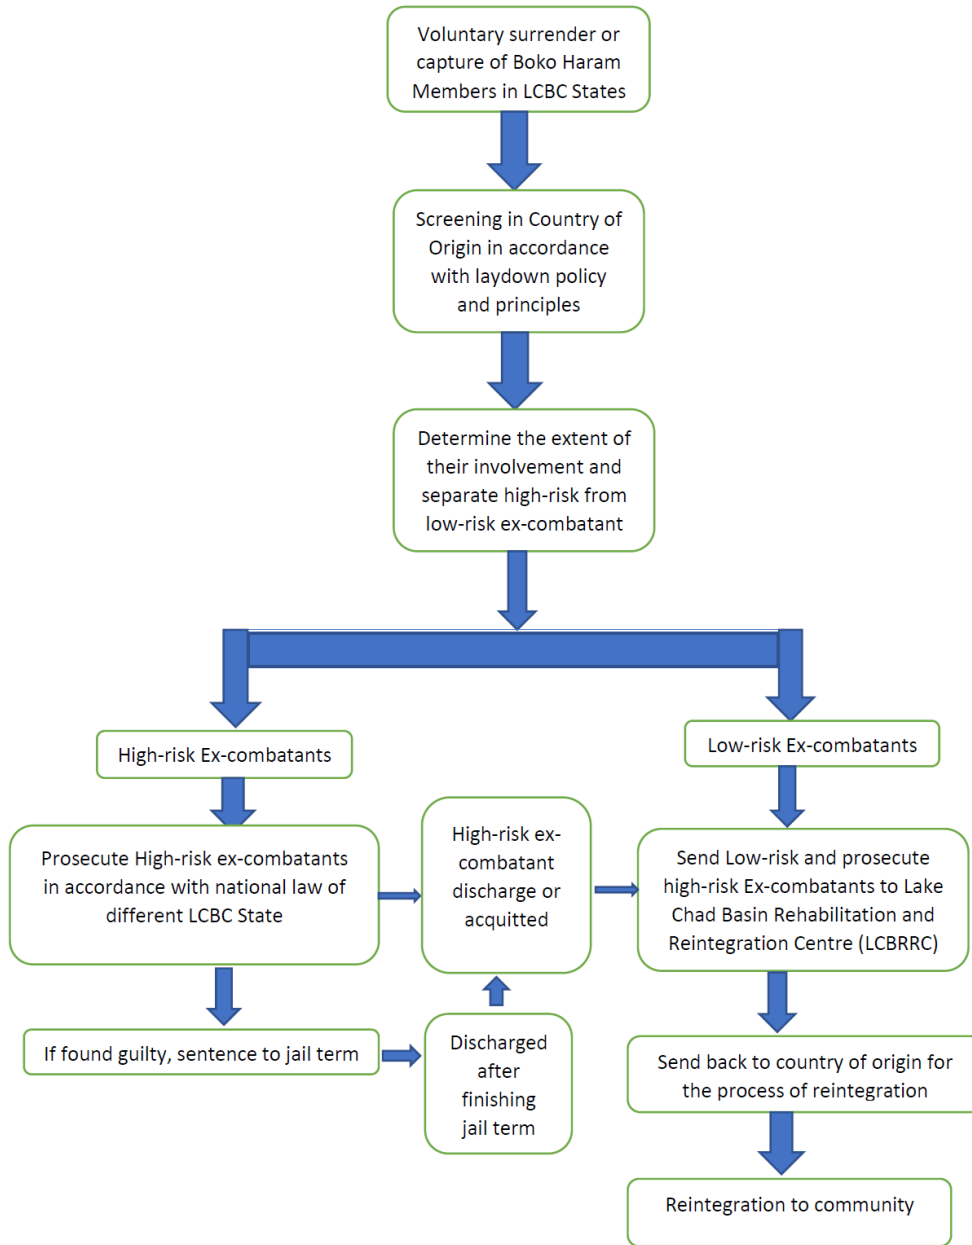 Voluntary surrender or
capture of Boko Haram
Members in LCBC States
Screening in Country of
Origin in accordance
with laydown policy
and principles
Determine the extent of
their involvement and
separate high-risk from
low-risk ex-combatant
High-risk Ex-combatants
Low-risk Ex-combatants
Prosecute High-risk ex-combatants
in accordance with national law of
different LCBC State
High-risk ex-
combatant
discharge or
acquitted
Send Low-risk and prosecute
high-risk Ex-combatants to Lake
Chad Basin Rehabilitation and
Reintegration Centre (LCBRRC)
If found guilty, sentence to jail term
Discharged
after
finishing
jail term
Send back to country of origin for
the process of reintegration
Reintegration to community